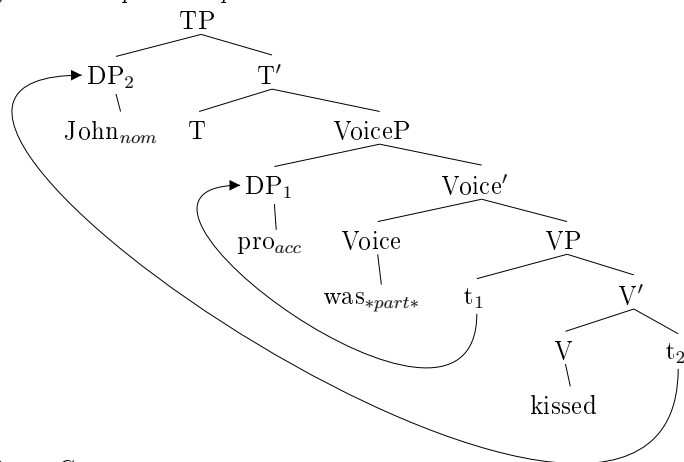 TP
DP₂ T′
John_nom T VoiceP
DP₁ Voice′
pro_acc Voice VP
was_*part* t₁ V′
V t₂
kissed